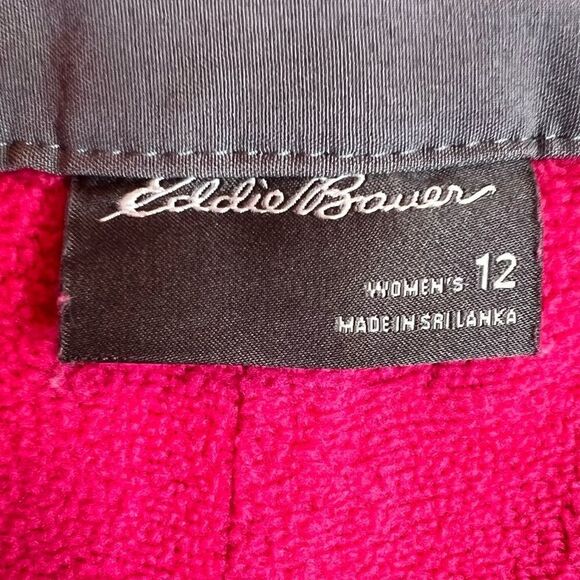 Eddie Bauer
WOMEN'S 12
MADE IN SRI LANKA